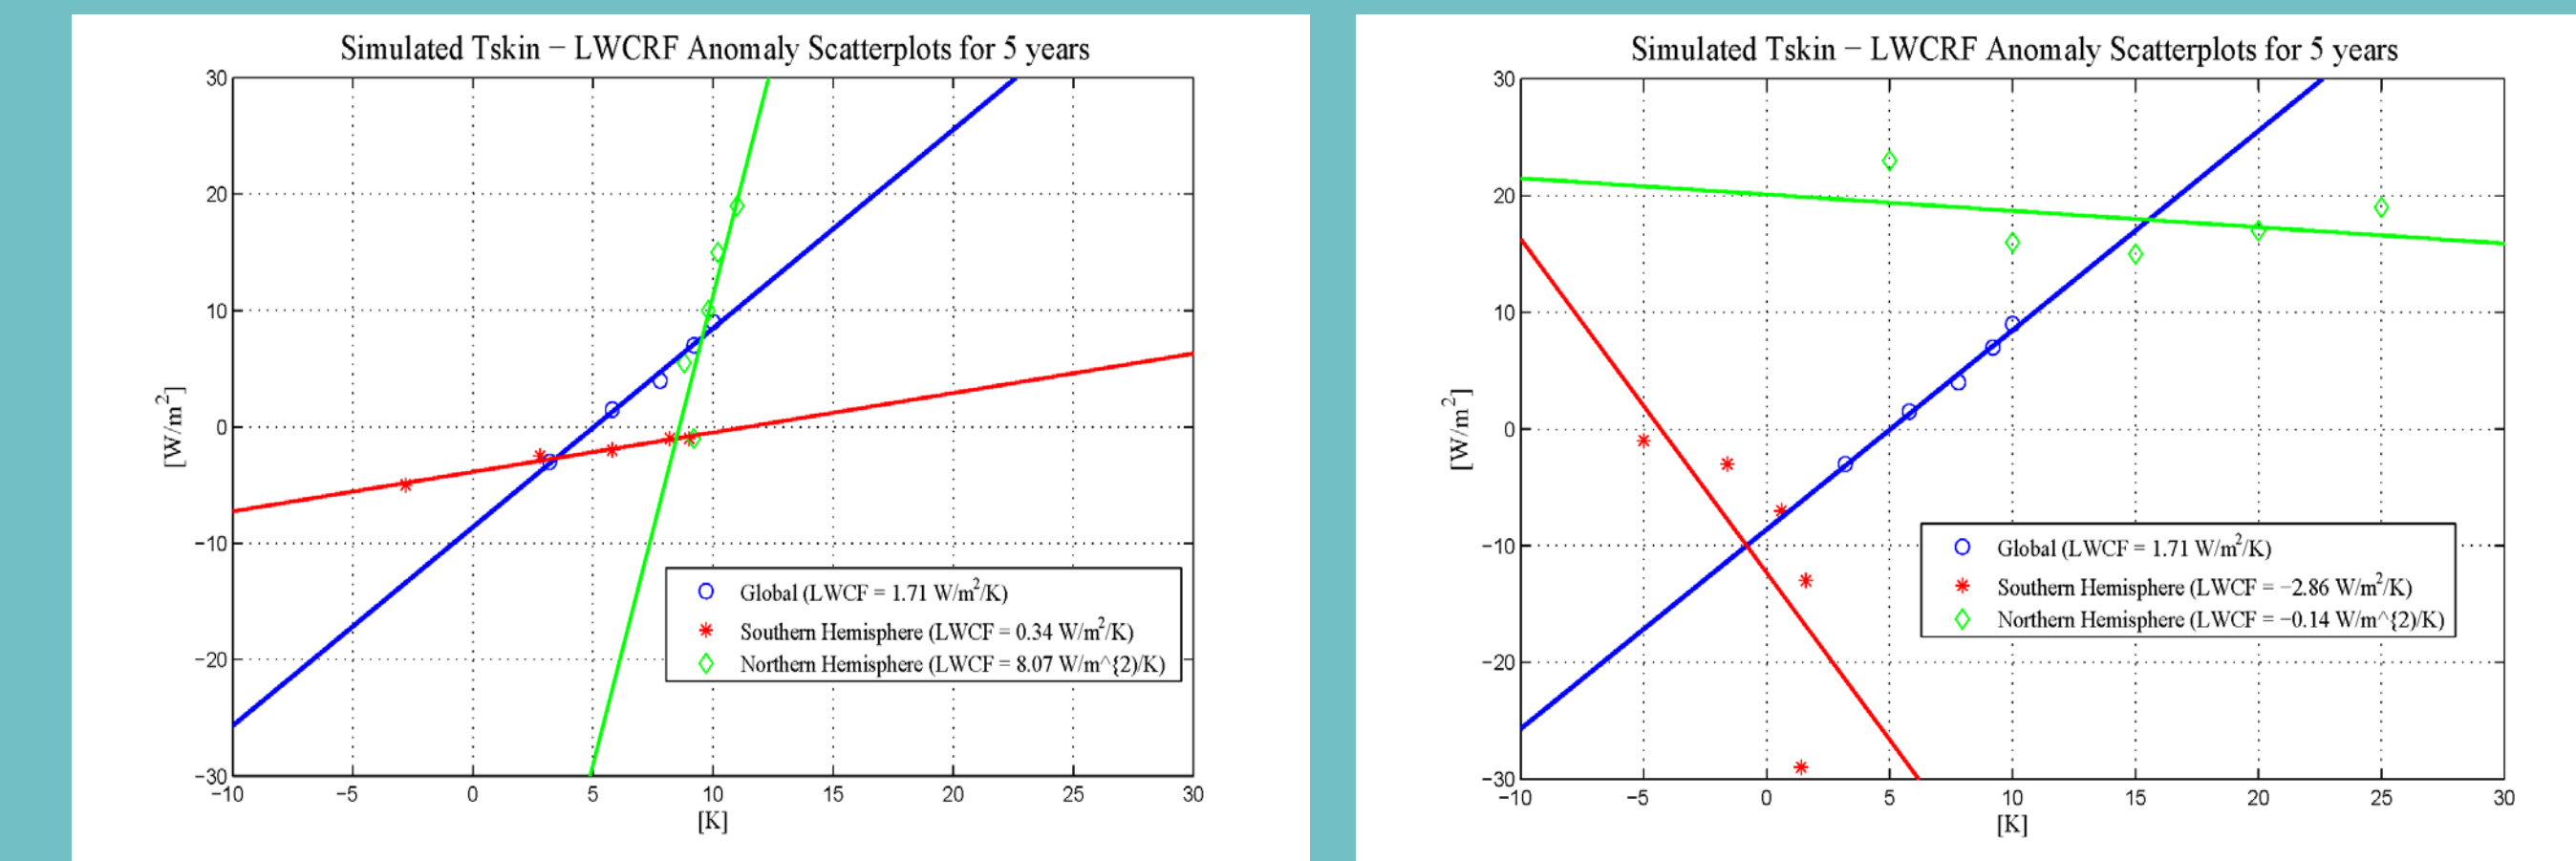 Simulated Tskin − LWCRF Anomaly Scatterplots for 5 years
30
20
10
0
−10
−20
−30
[W/m²]
−10 −5 0 5 10 15 20 25 30
[K]
Global (LWCF = 1.71 W/m²/K)
Southern Hemisphere (LWCF = 0.34 W/m²/K)
Northern Hemisphere (LWCF = 8.07 W/m^{2)/K)
Simulated Tskin − LWCRF Anomaly Scatterplots for 5 years
30
20
10
0
−10
−20
−30
[W/m²]
−10 −5 0 5 10 15 20 25 30
[K]
Global (LWCF = 1.71 W/m²/K)
Southern Hemisphere (LWCF = −2.86 W/m²/K)
Northern Hemisphere (LWCF = −0.14 W/m^{2)/K)